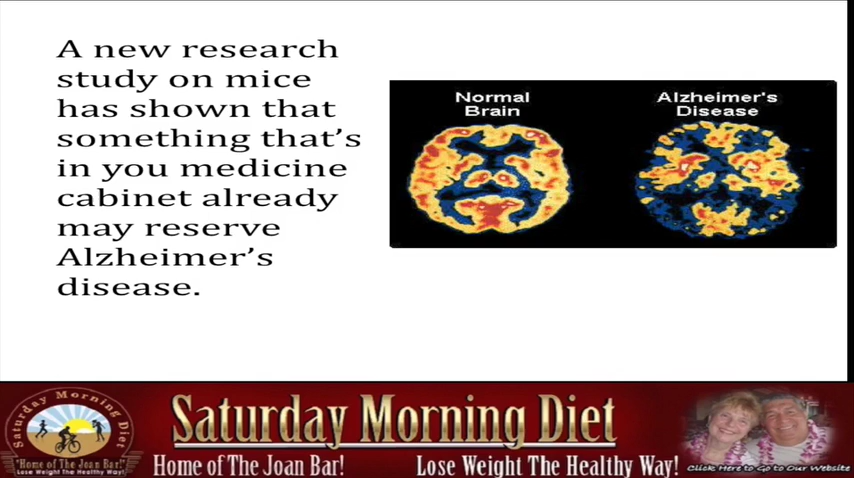 A new research
study on mice
has shown that
something that's
in you medicine
cabinet already
may reserve
Alzheimer's
disease.
Normal
Brain
Alzheimer's
Disease
Saturday Morning Diet
"Home of The Joan Bar!"
Lose Weight The Healthy Way!
Saturday Morning Diet
Home of The Joan Bar!
Lose Weight The Healthy Way!
Click Here to Go to Our Website